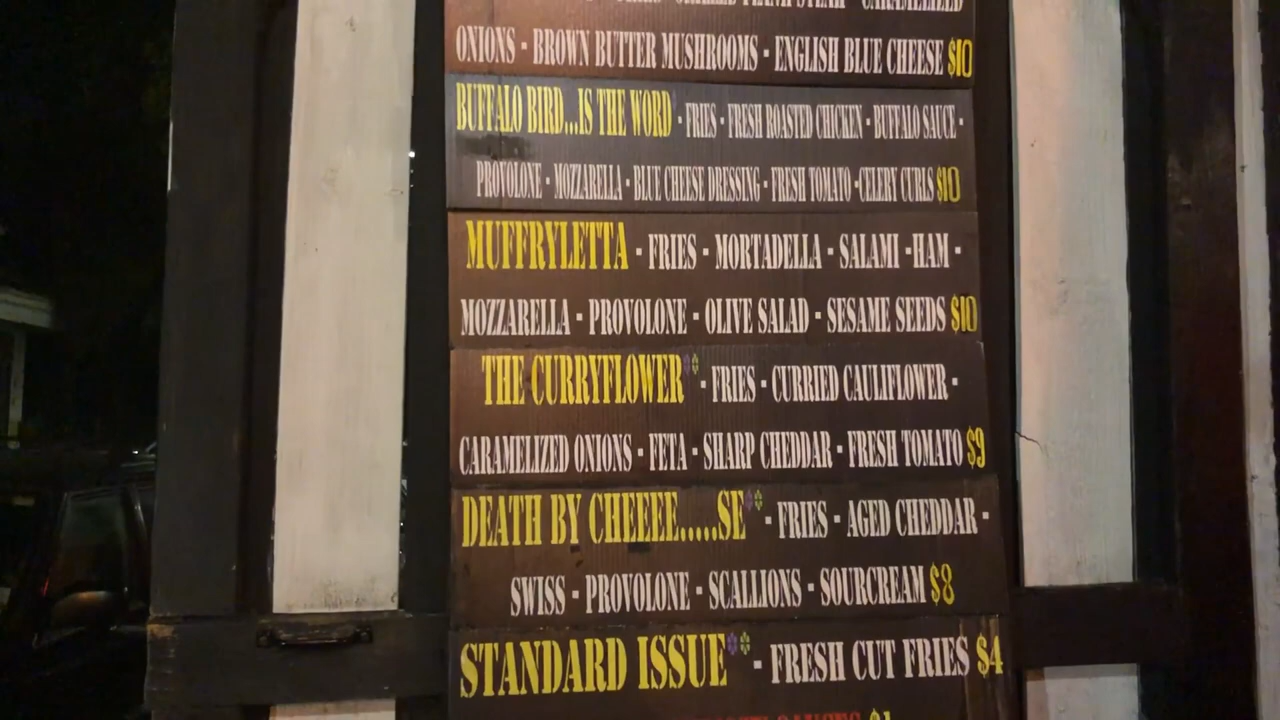 CARAMELIZED
ONIONS - BROWN BUTTER MUSHROOMS - ENGLISH BLUE CHEESE $10
BUFFALO BIRD...IS THE WORD - FRIES - FRESH ROASTED CHICKEN - BUFFALO SAUCE -
PROVOLONE - MOZZARELLA - BLUE CHEESE DRESSING - FRESH TOMATO -CELERY CURLS $10
MUFFRYLETTA - FRIES - MORTADELLA - SALAMI -HAM -
MOZZARELLA - PROVOLONE - OLIVE SALAD - SESAME SEEDS $10
THE CURRYFLOWER** - FRIES - CURRIED CAULIFLOWER -
CARAMELIZED ONIONS - FETA - SHARP CHEDDAR - FRESH TOMATO $9
DEATH BY CHEEEE.....SE** - FRIES - AGED CHEDDAR -
SWISS - PROVOLONE - SCALLIONS - SOURCREAM $8
STANDARD ISSUE** - FRESH CUT FRIES $4
$1